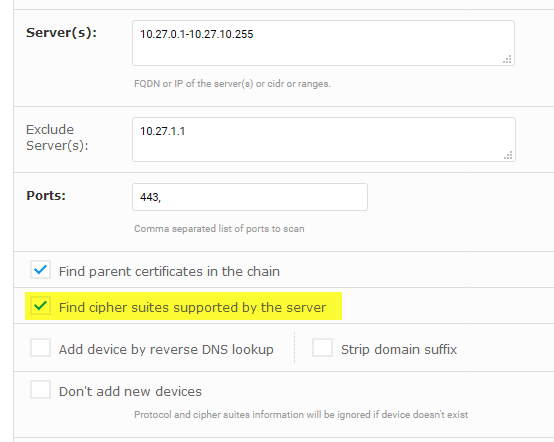 Server(s):
10.27.0.1-10.27.10.255
FQDN or IP of the server(s) or cidr or ranges.
Exclude
Server(s):
10.27.1.1
Ports:
443,
Comma separated list of ports to scan
Find parent certificates in the chain
Find cipher suites supported by the server
Add device by reverse DNS lookup
Strip domain suffix
Don't add new devices
Protocol and cipher suites information will be ignored if device doesn't exist